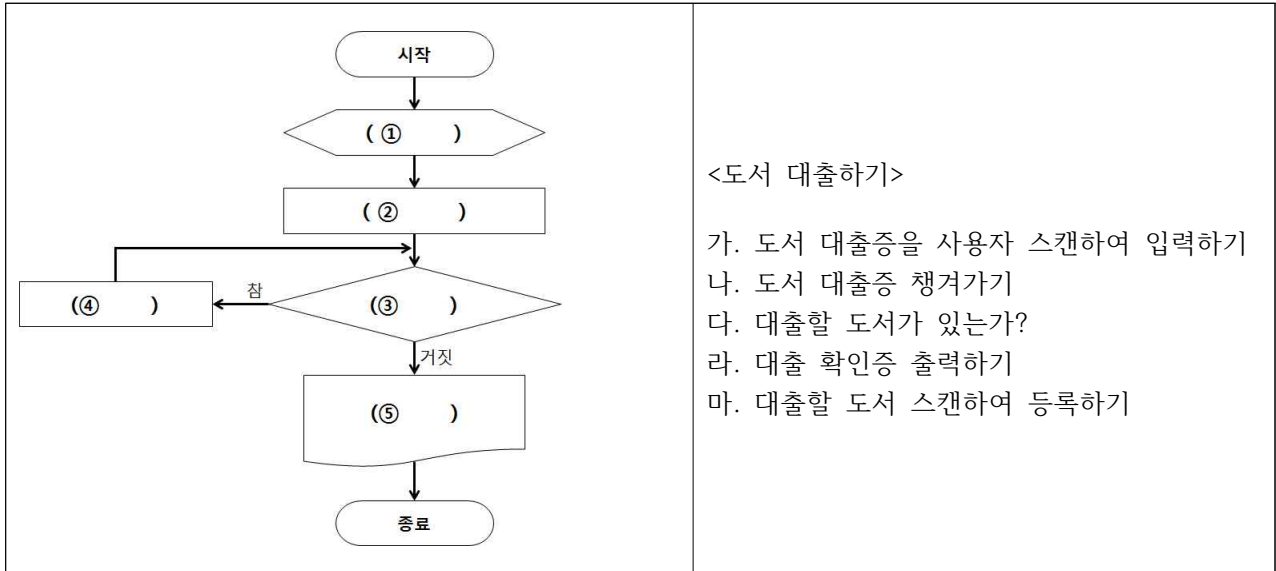 시작
( ① )
( ② )
(③ )
참
(④ )
거짓
(⑤ )
종료
<도서 대출하기>
가. 도서 대출증을 사용자 스캔하여 입력하기
나. 도서 대출증 챙겨가기
다. 대출할 도서가 있는가?
라. 대출 확인증 출력하기
마. 대출할 도서 스캔하여 등록하기